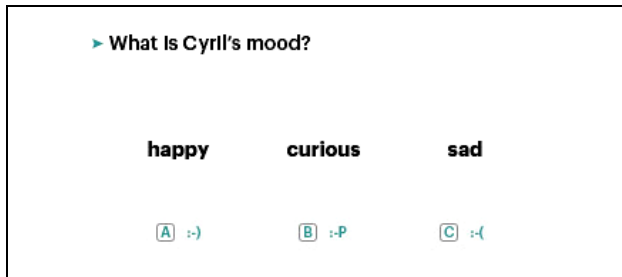 ➤ What Is Cyril's mood?
happy curious sad
A :-) B :-P C :-(